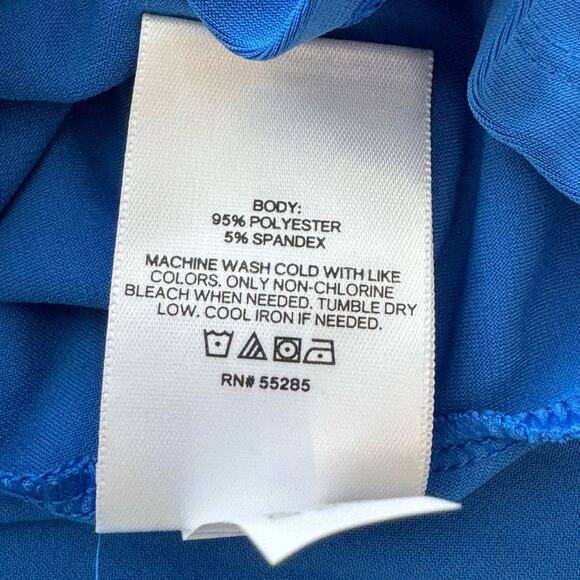 BODY:
95% POLYESTER
5% SPANDEX
MACHINE WASH COLD WITH LIKE
COLORS. ONLY NON-CHLORINE
BLEACH WHEN NEEDED. TUMBLE DRY
LOW. COOL IRON IF NEEDED.
RN# 55285